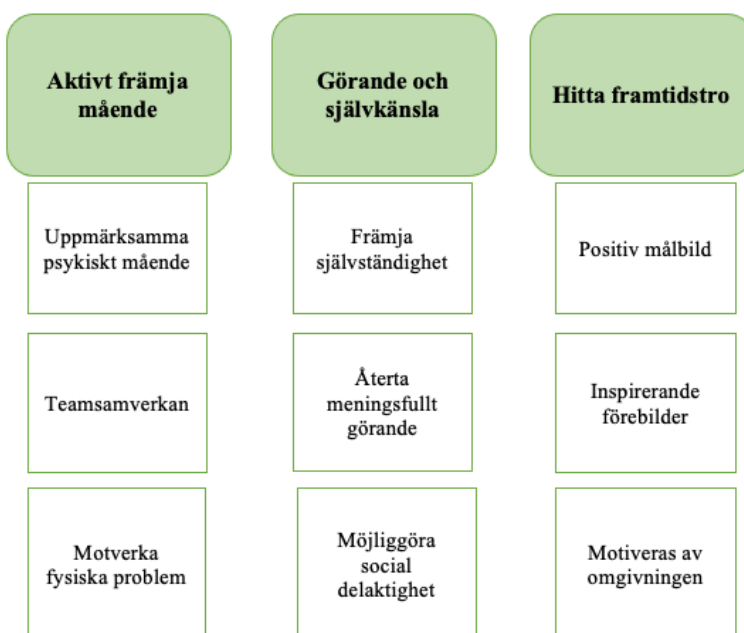 Aktivt främja
mående
Uppmärksamma
psykiskt mående
Teamsamverkan
Motverka
fysiska problem
Görande och
självkänsla
Främja
självständighet
Återta
meningsfullt
görande
Möjliggöra
social
delaktighet
Hitta framtidstro
Positiv målbild
Inspirerande
förebilder
Motiveras av
omgivningen